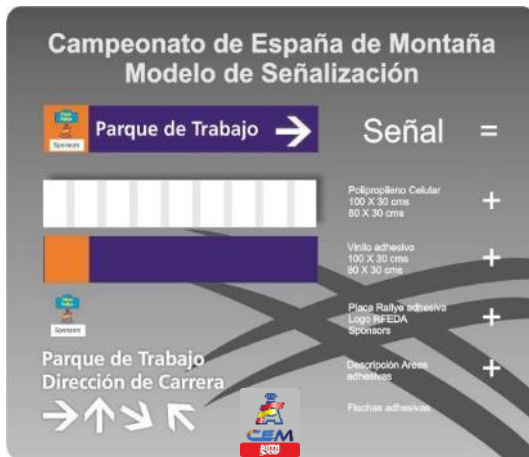 Campeonato de España de Montaña
Modelo de Señalización
Sponsors
Parque de Trabajo
Señal =
Polipropileno Celular
100 X 30 cms
80 X 30 cms
+
Vinilo adhesivo
100 X 30 cms
80 X 30 cms
+
Sponsors
Placa Rallye adhesiva
Logo RFEDA
Sponsors
+
Parque de Trabajo
Dirección de Carrera
Descripción Areas
adhesivas
+
Flechas adhesivas
CEM